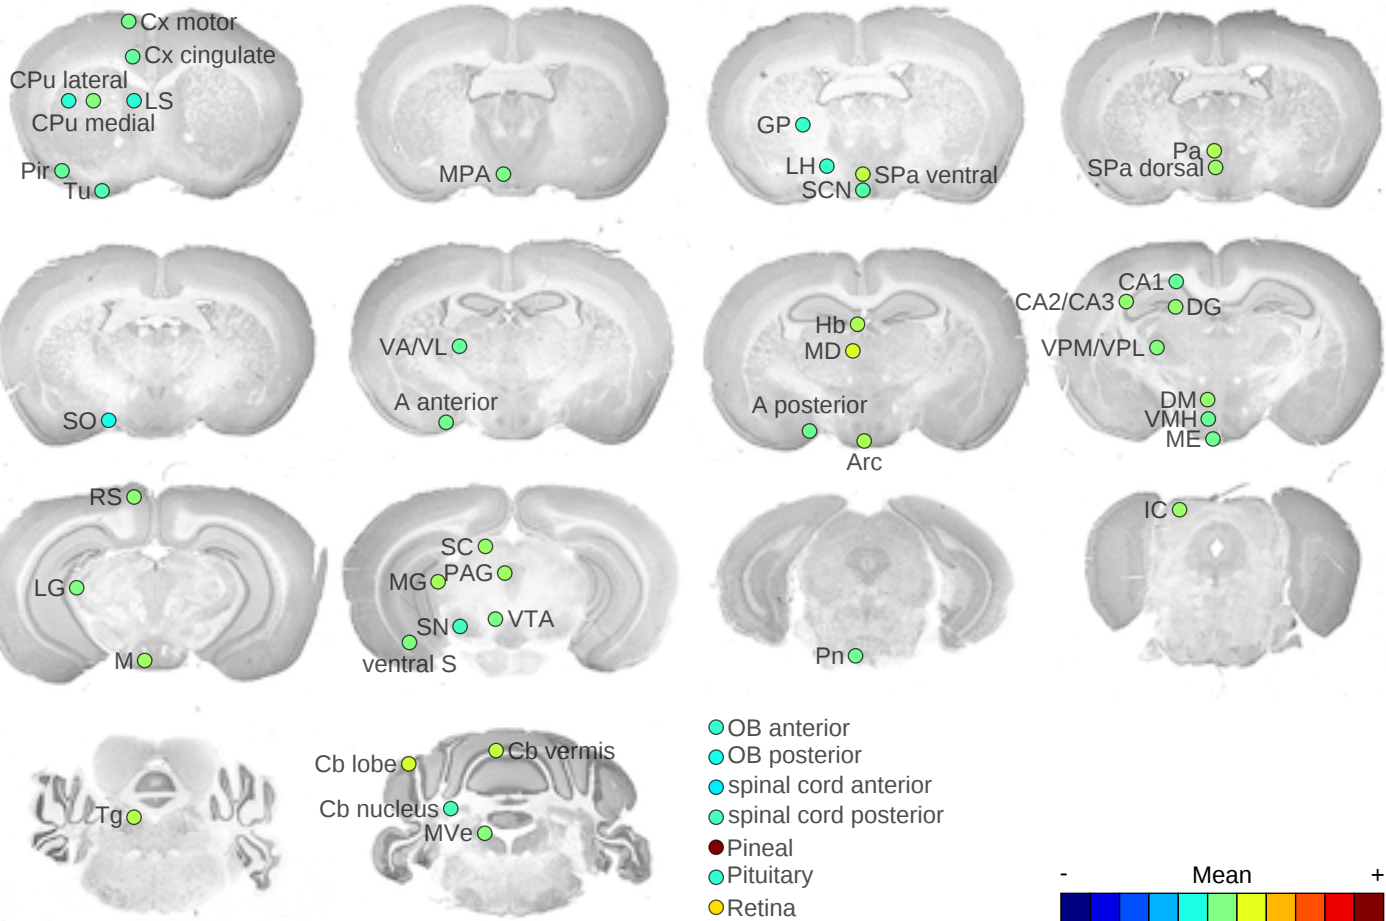 Cx motor
Cx cingulate
CPu lateral
LS
CPu medial
Pir
Tu
MPA
GP
LH
SPa ventral
SCN
Pa
SPa dorsal
SO
VA/VL
A anterior
Hb
MD
A posterior
Arc
CA1
CA2/CA3
DG
VPM/VPL
DM
VMH
ME
RS
LG
M
SC
MG
PAG
SN
VTA
ventral S
Pn
IC
Tg
Cb lobe
Cb vermis
Cb nucleus
MVe
OB anterior
OB posterior
spinal cord anterior
spinal cord posterior
Pineal
Pituitary
Retina
- Mean +